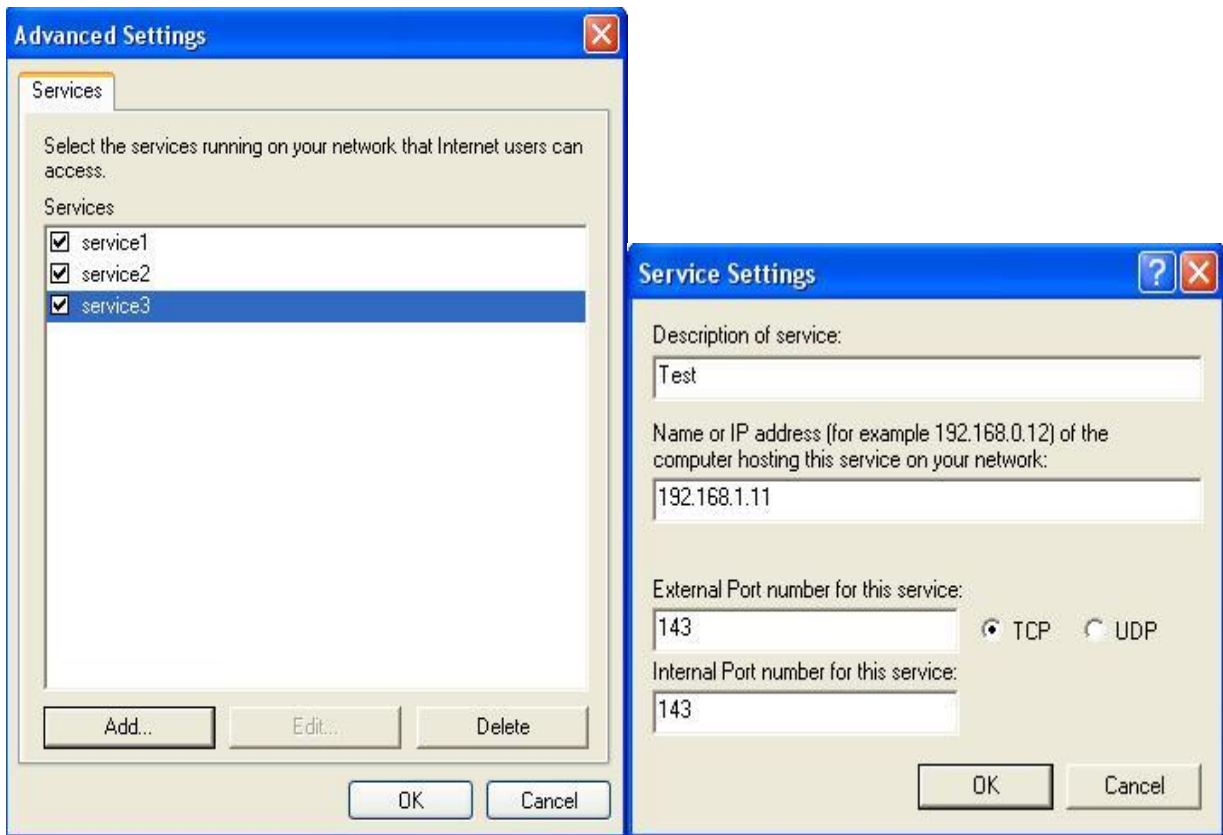 Advanced Settings
Services
Select the services running on your network that Internet users can
access.
Services
service1
service2
service3
Add...
Edit...
Delete
OK
Cancel
Service Settings
Description of service:
Test
Name or IP address (for example 192.168.0.12) of the
computer hosting this service on your network:
192.168.1.11
External Port number for this service:
143
TCP
UDP
Internal Port number for this service:
143
OK
Cancel